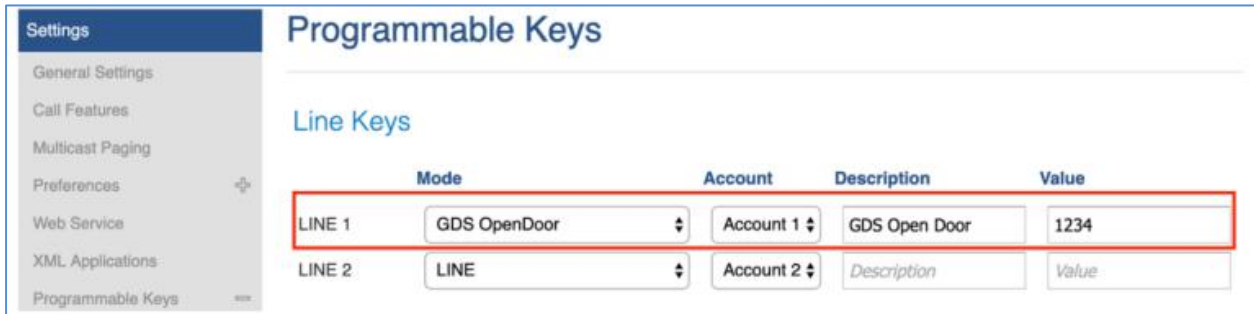 Settings
General Settings
Call Features
Multicast Paging
Preferences
Web Service
XML Applications
Programmable Keys
Programmable Keys
Line Keys
Mode Account Description Value
LINE 1 GDS OpenDoor Account 1 GDS Open Door 1234
LINE 2 LINE Account 2 Description Value